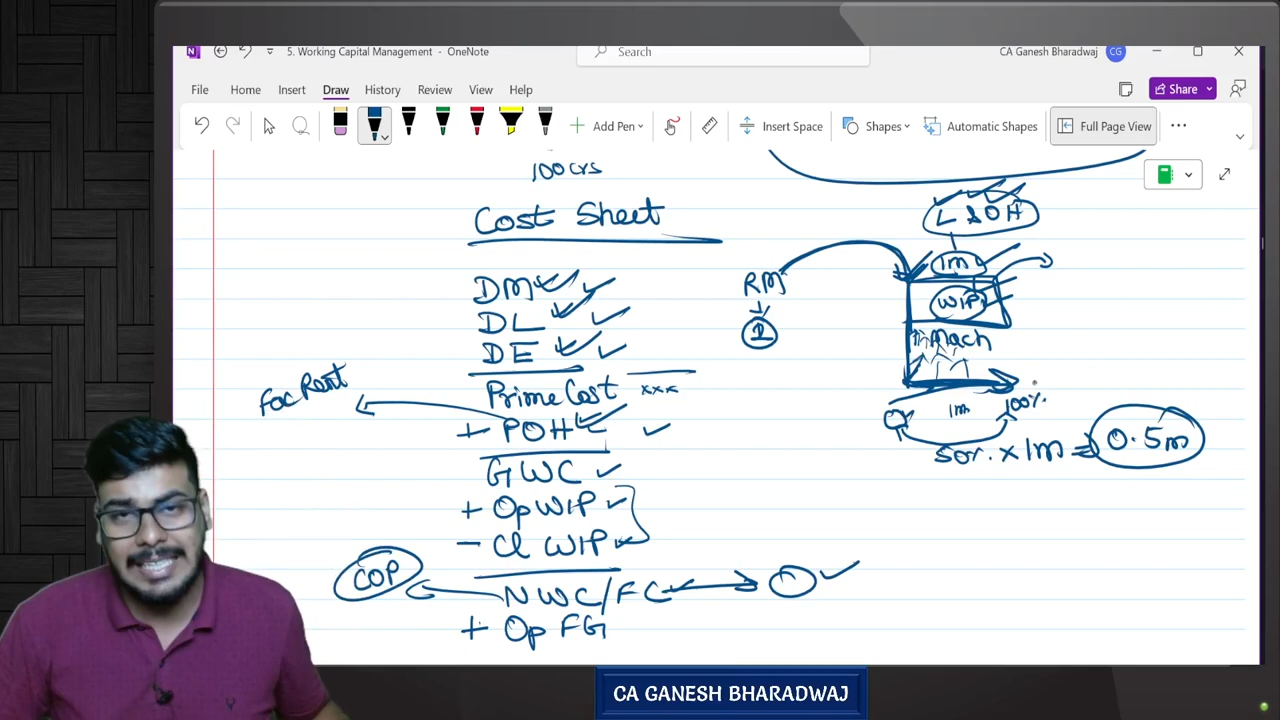 5. Working Capital Management - OneNote
Search
CA Ganesh Bharadwaj
CG
File Home Insert Draw History Review View Help
Share
Add Pen
Insert Space
Shapes
Automatic Shapes
Full Page View
100 crs
Cost Sheet
DM
DL
DE
Prime Cost xxx
+ POH
Fac Rent
GWC
+ Op WIP
- Cl WIP
COP
NWC/FC
+ Op FG
L & OH
1m
RM
1
WIP
Mach
1m
100%
50%. x 1m = 0.5m
CA GANESH BHARADWAJ